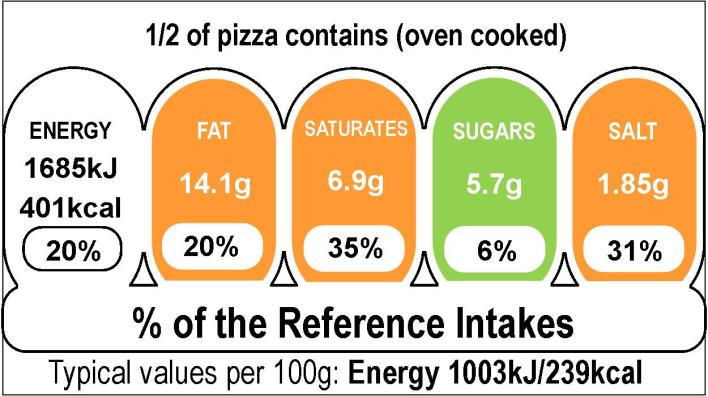 1/2 of pizza contains (oven cooked)
ENERGY
1685kJ
401kcal
20%
FAT
14.1g
20%
SATURATES
6.9g
35%
SUGARS
5.7g
6%
SALT
1.85g
31%
% of the Reference Intakes
Typical values per 100g: Energy 1003kJ/239kcal